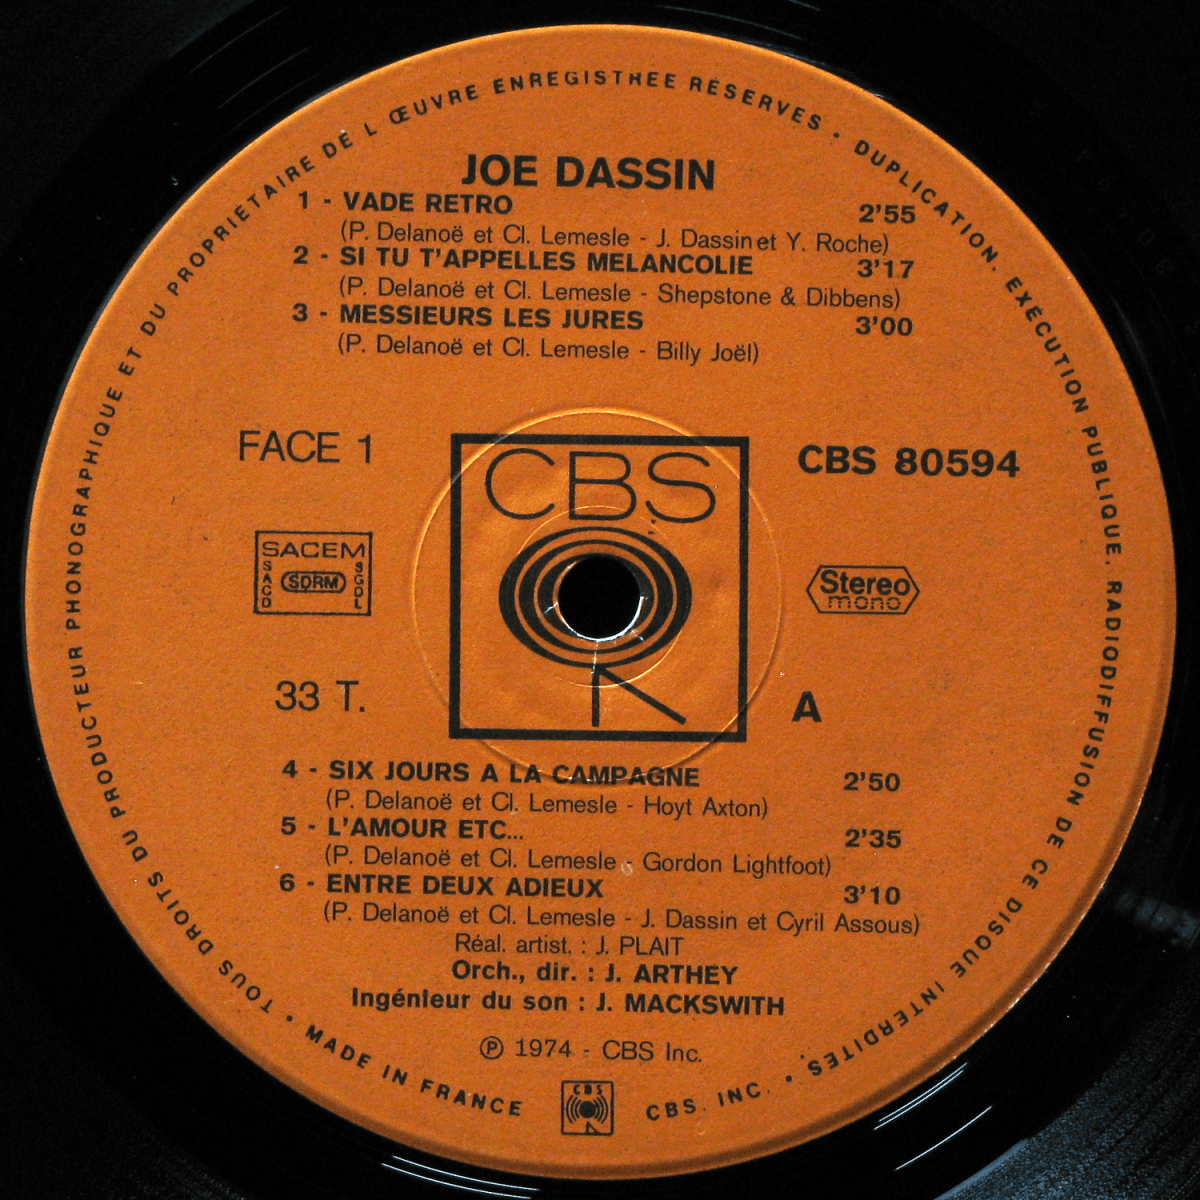 TOUS DROITS DU PRODUCTEUR PHONOGRAPHIQUE ET DU PROPRIETAIRE DE L ŒUVRE ENREGISTREE RESERVES • DUPLICATION. EXÉCUTION PUBLIQUE. RADIODIFFUSION DE CE DISQUE INTERDITES. •
JOE DASSIN
1 - VADE RETRO 2'55
(P. Delanoë et Cl. Lemesle - J. Dassin et Y. Roche)
2 - SI TU T'APPELLES MELANCOLIE 3'17
(P. Delanoë et Cl. Lemesle - Shepstone & Dibbens)
3 - MESSIEURS LES JURES 3'00
(P. Delanoë et Cl. Lemesle - Billy Joël)
FACE 1
CBS
CBS 80594
SACEM
SACD
SDRM
SGDL
Stereo
mono
33 T.
A
4 - SIX JOURS A LA CAMPAGNE 2'50
(P. Delanoë et Cl. Lemesle - Hoyt Axton)
5 - L'AMOUR ETC... 2'35
(P. Delanoë et Cl. Lemesle - Gordon Lightfoot)
6 - ENTRE DEUX ADIEUX 3'10
(P. Delanoë et Cl. Lemesle - J. Dassin et Cyril Assous)
Réal. artist. : J. PLAIT
Orch., dir. : J. ARTHEY
Ingénieur du son : J. MACKSWITH
℗ 1974 - CBS Inc.
• MADE IN FRANCE
CBS
CBS. INC.